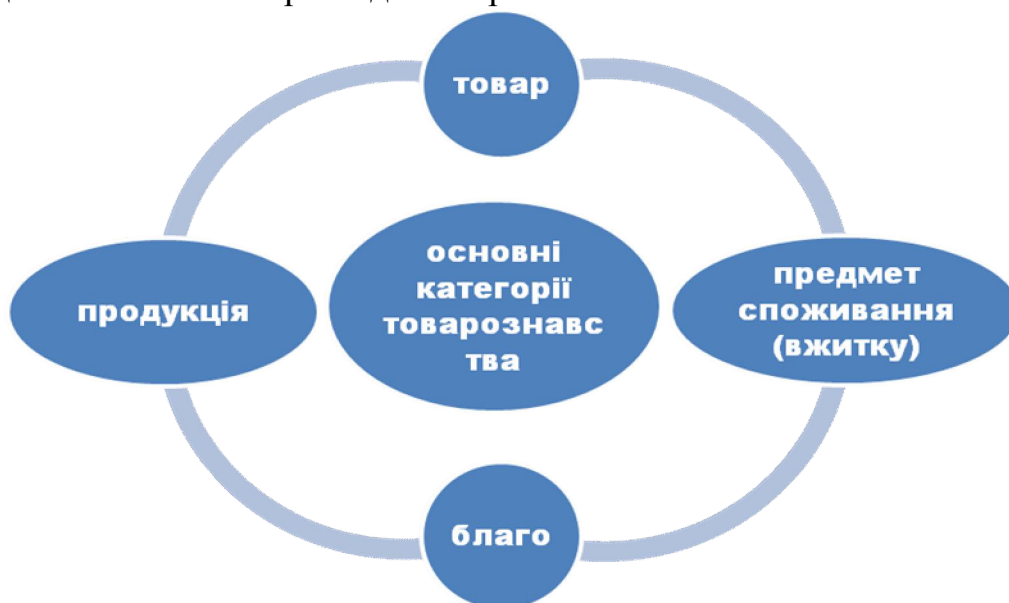 товар
основні
категорії
товарознавс
тва
продукція
предмет
споживання
(вжитку)
благо